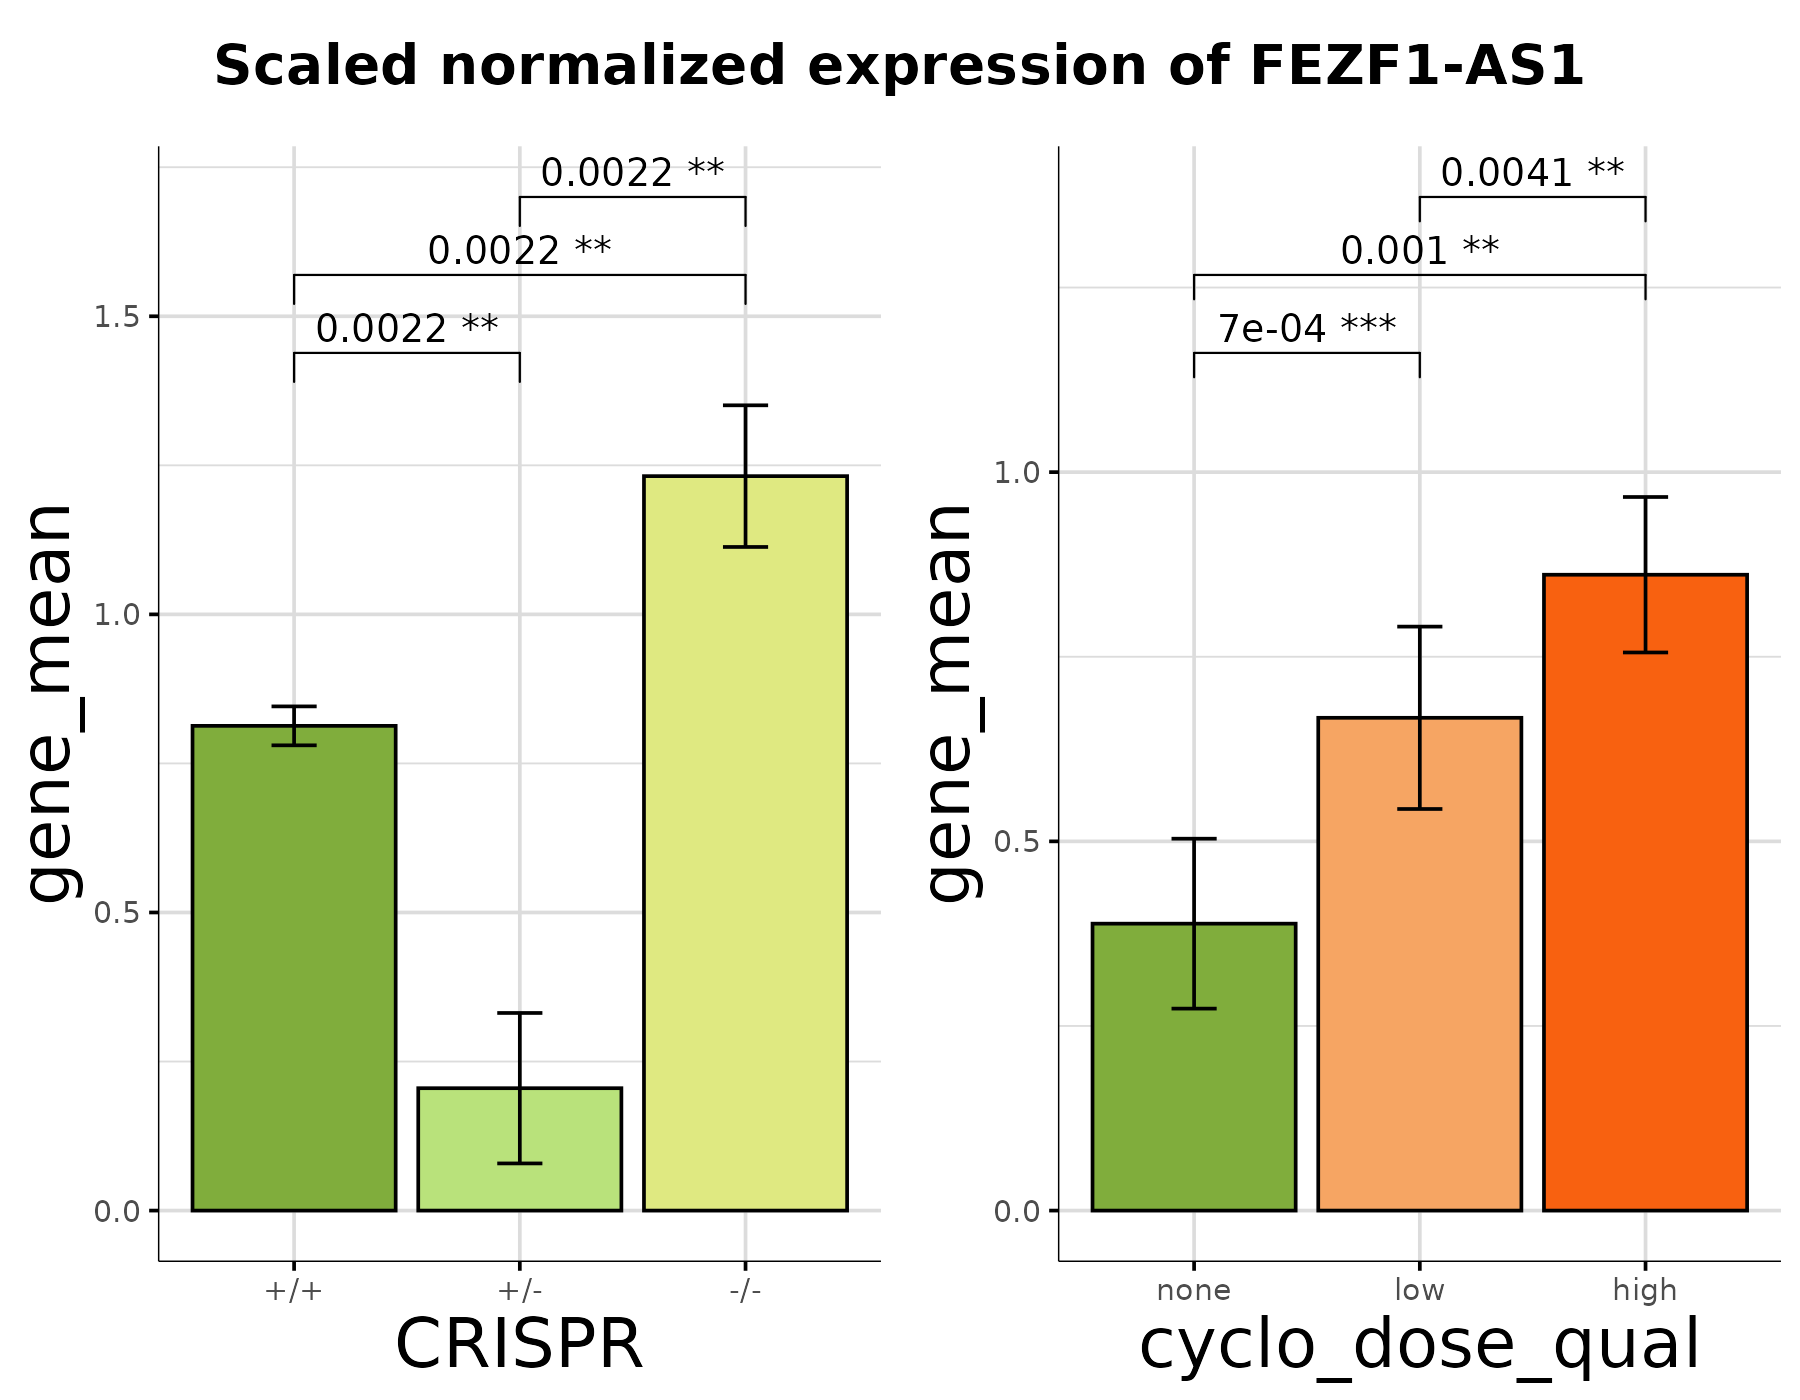 Scaled normalized expression of FEZF1-AS1
0.0022 **
0.0022 **
0.0022 **
1.5
1.0
0.5
0.0
gene_mean
+/+ +/- -/-
CRISPR
0.0041 **
0.001 **
7e-04 ***
1.0
0.5
0.0
gene_mean
none low high
cyclo_dose_qual